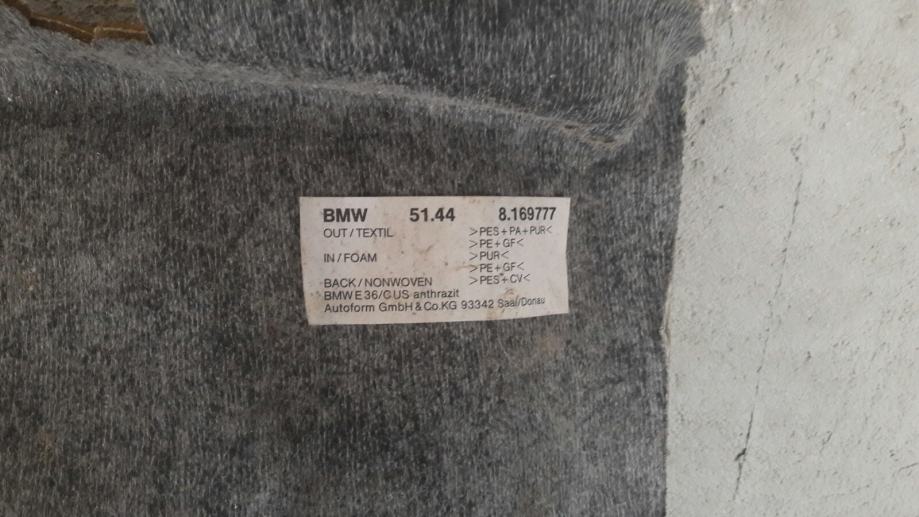 BMW 51.44 8.169777
OUT / TEXTIL >PES+PA+PUR<
>PE+GF<
IN / FOAM >PUR<
>PE+GF<
BACK / NONWOVEN >PES+CV<
BMW E 36/C US anthrazit
Autoform GmbH & Co.KG 93342 Saal/Donau